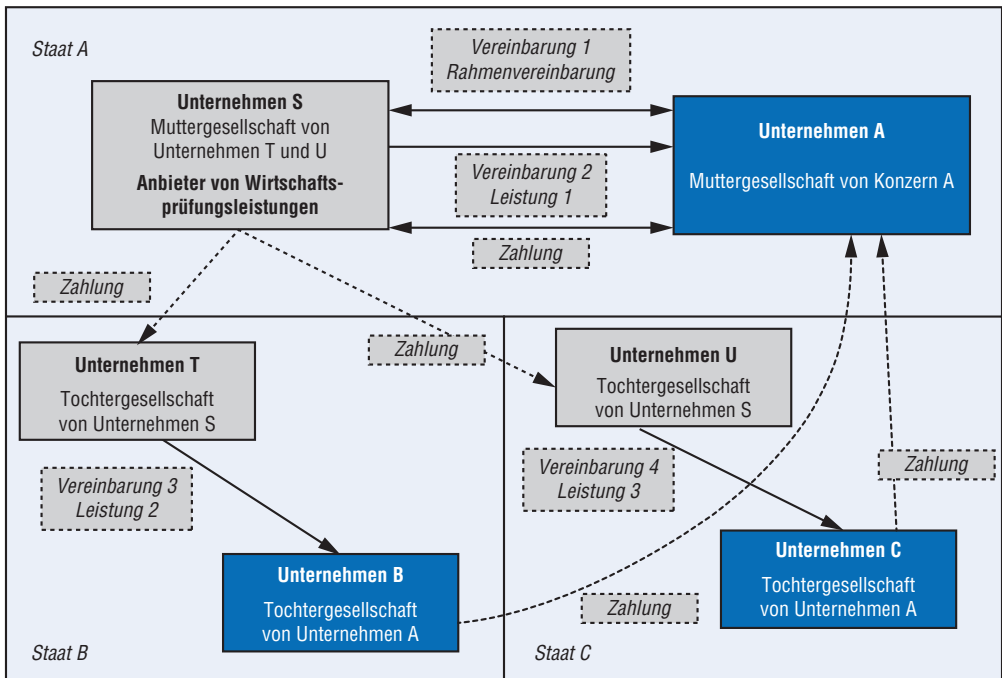 Staat A
Vereinbarung 1
Rahmenvereinbarung
Unternehmen S
Muttergesellschaft von
Unternehmen T und U
Anbieter von Wirtschafts-
prüfungsleistungen
Unternehmen A
Muttergesellschaft von Konzern A
Vereinbarung 2
Leistung 1
Zahlung
Zahlung
Zahlung
Unternehmen T
Tochtergesellschaft
von Unternehmen S
Unternehmen U
Tochtergesellschaft
von Unternehmen S
Vereinbarung 3
Leistung 2
Vereinbarung 4
Leistung 3
Zahlung
Unternehmen B
Tochtergesellschaft
von Unternehmen A
Unternehmen C
Tochtergesellschaft
von Unternehmen A
Zahlung
Staat B
Staat C